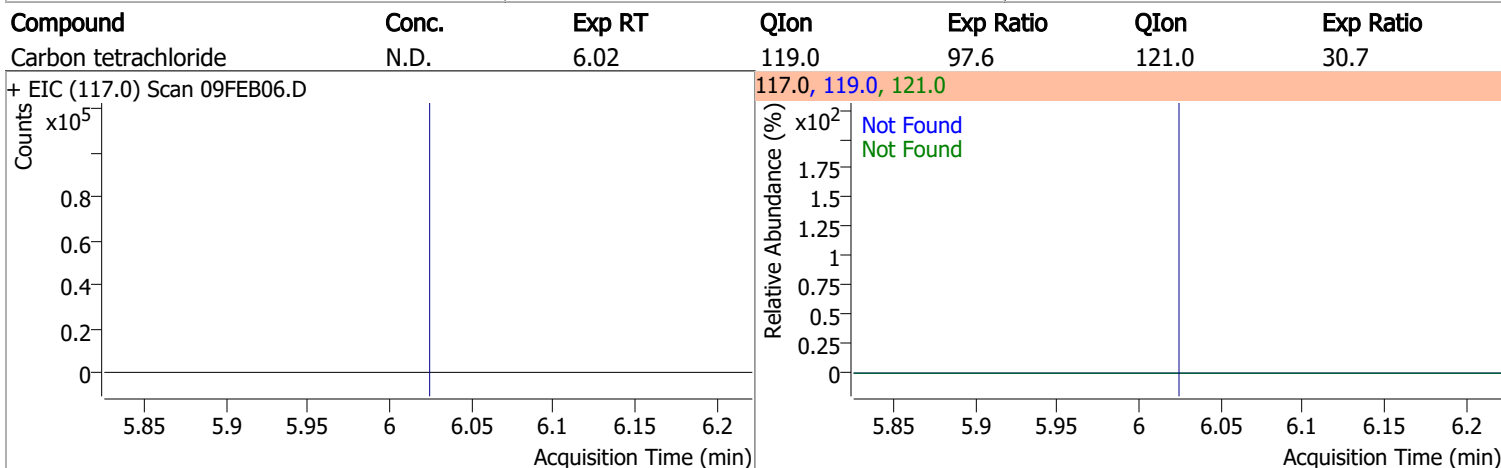 Compound Conc. Exp RT QIon Exp Ratio QIon Exp Ratio
Carbon tetrachloride N.D. 6.02 119.0 97.6 121.0 30.7
+ EIC (117.0) Scan 09FEB06.D
Counts
x10⁵
0.8
0.6
0.4
0.2
0
5.85 5.9 5.95 6 6.05 6.1 6.15 6.2
Acquisition Time (min)
117.0, 119.0, 121.0
Relative Abundance (%)
x10²
Not Found
Not Found
1.75
1.5
1.25
1
0.75
0.5
0.25
0
5.85 5.9 5.95 6 6.05 6.1 6.15 6.2
Acquisition Time (min)